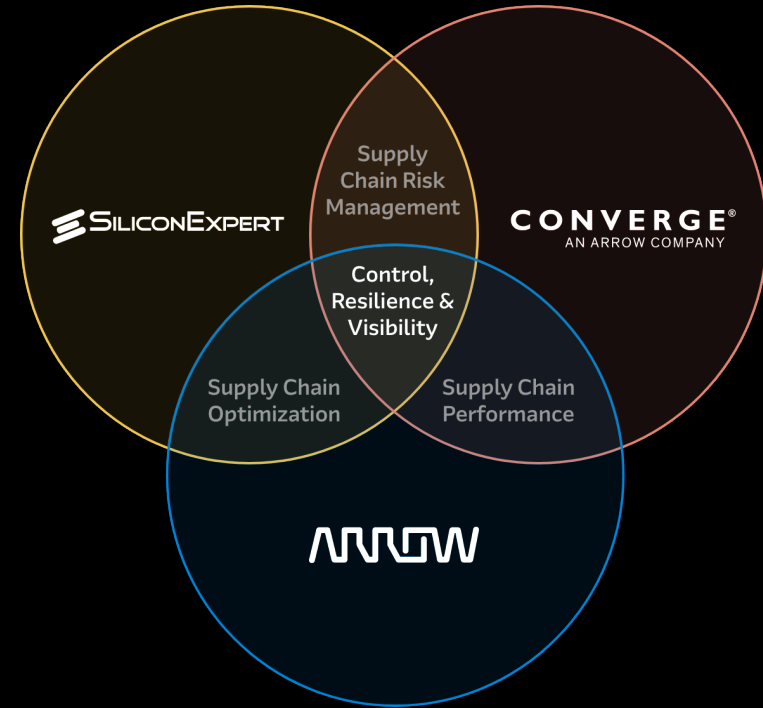 Supply
Chain Risk
Management
SILICONEXPERT
CONVERGE®
AN ARROW COMPANY
Control,
Resilience &
Visibility
Supply Chain
Optimization
Supply Chain
Performance
ARROW